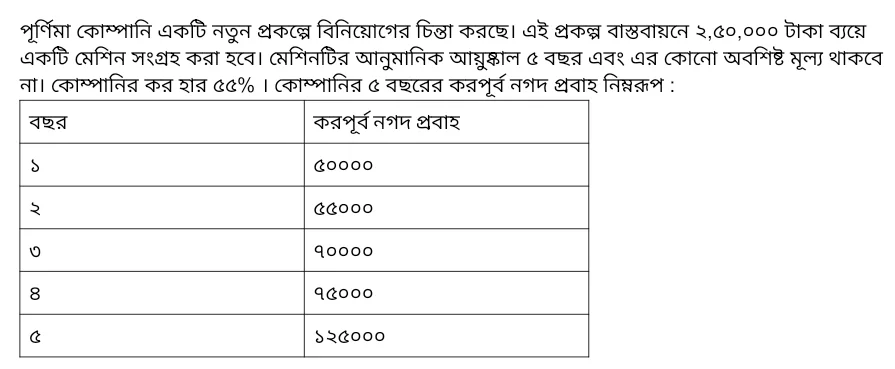 পূর্ণিমা কোম্পানি একটি নতুন প্রকল্পে বিনিয়োগের চিন্তা করছে। এই প্রকল্প বাস্তবায়নে ২,৫০,০০০ টাকা ব্যয়ে
একটি মেশিন সংগ্রহ করা হবে। মেশিনটির আনুমানিক আয়ুষ্কাল ৫ বছর এবং এর কোনো অবশিষ্ট মূল্য থাকবে
না। কোম্পানির কর হার ৫৫% । কোম্পানির ৫ বছরের করপূর্ব নগদ প্রবাহ নিম্নরূপ :
বছর করপূর্ব নগদ প্রবাহ
১ ৫০০০০
২ ৫৫০০০
৩ ৭০০০০
৪ ৭৫০০০
৫ ১২৫০০০